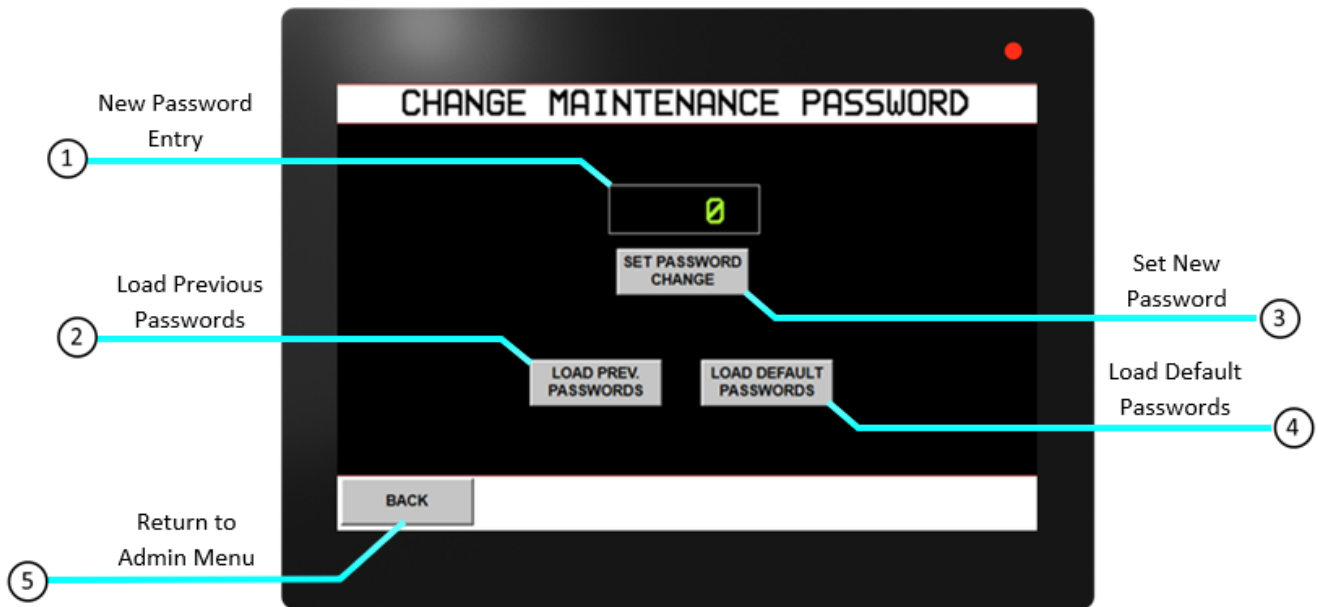 CHANGE MAINTENANCE PASSWORD
New Password
Entry
1
0
SET PASSWORD
CHANGE
Load Previous
Passwords
2
Set New
Password
3
LOAD PREV.
PASSWORDS
LOAD DEFAULT
PASSWORDS
Load Default
Passwords
4
BACK
Return to
Admin Menu
5